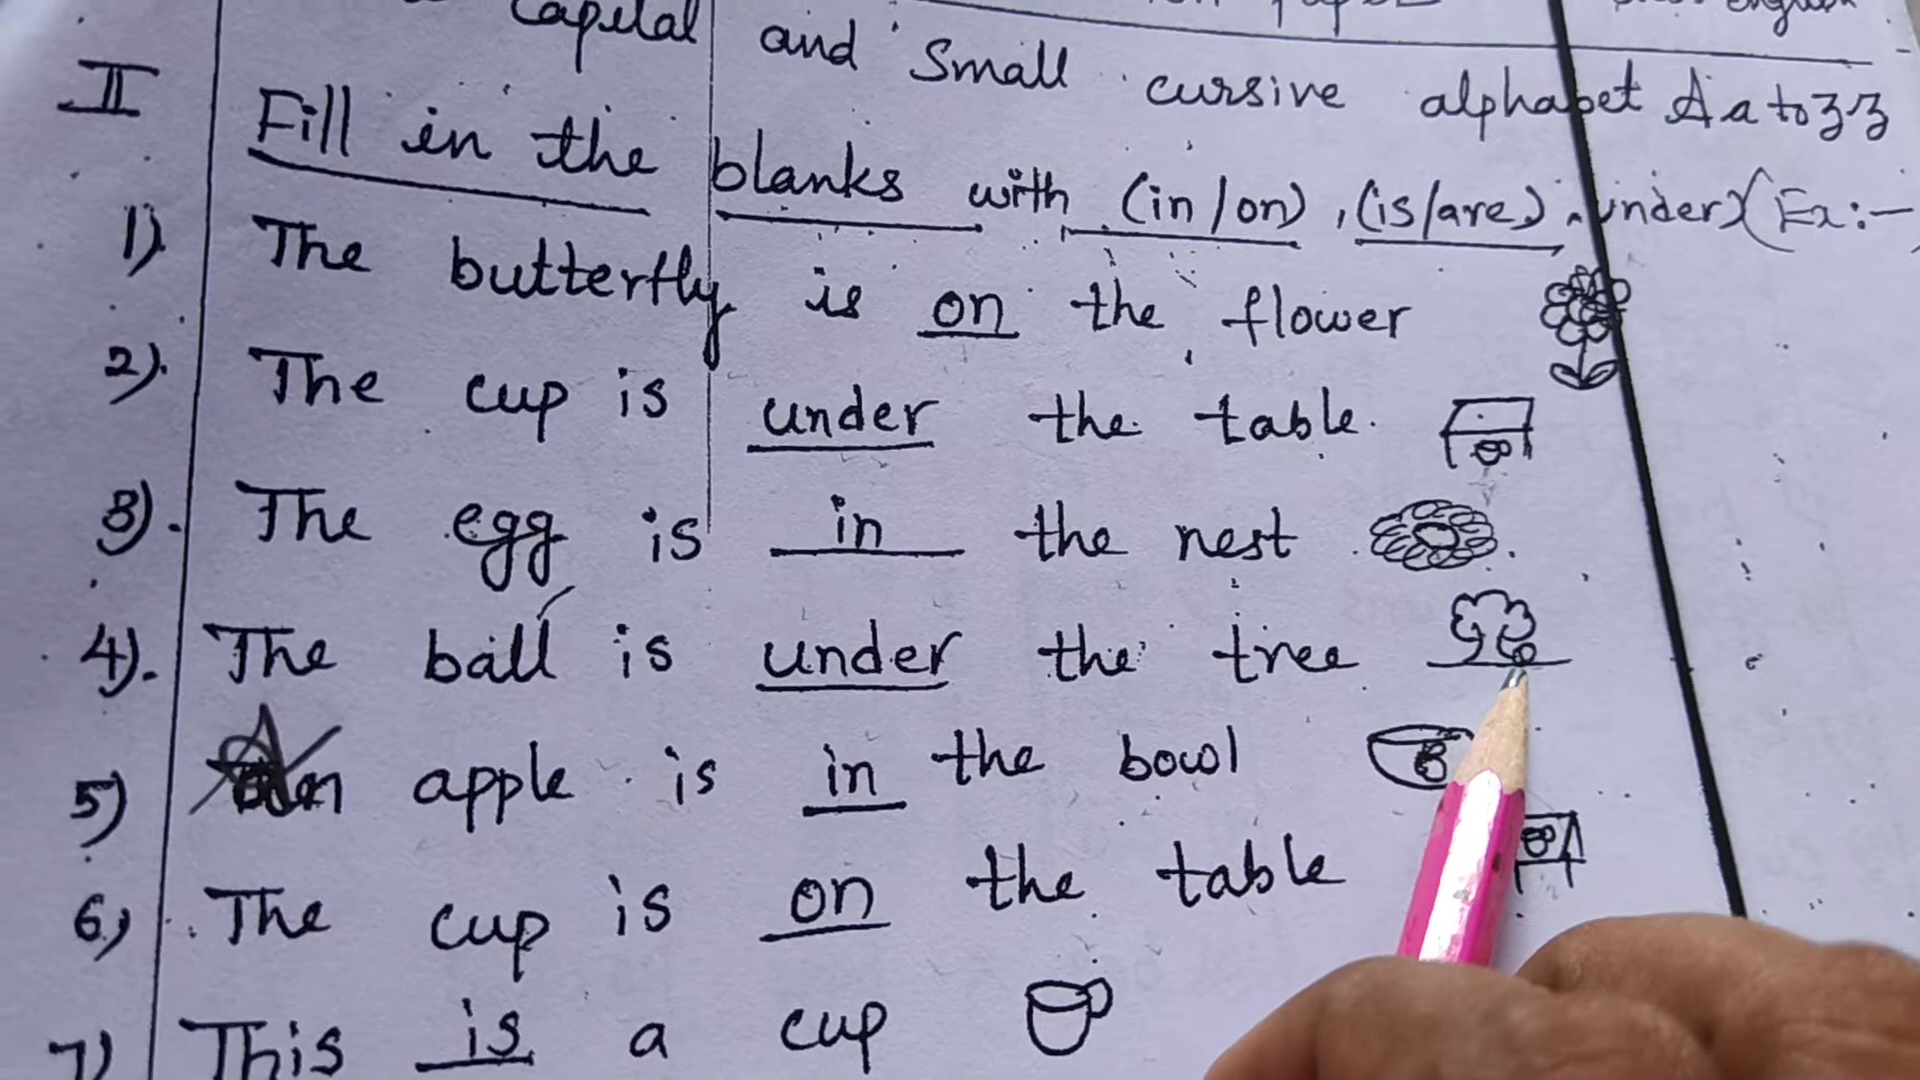 Capital and Small cursive alphabet Aa to Zz
II Fill in the blanks with (in/on), (is/are), under) (Ex:-
1). The butterfly is on the flower
2). The cup is under the table.
3). The egg is in the nest.
4). The ball is under the tree
5) apple is in the bowl
6) The cup is on the table
7) This is a cup